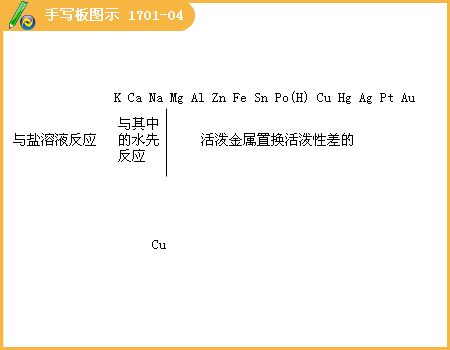 手写板图示 1701-04
K Ca Na Mg Al Zn Fe Sn Po(H) Cu Hg Ag Pt Au
与盐溶液反应 与其中的水先反应 活泼金属置换活泼性差的
Cu